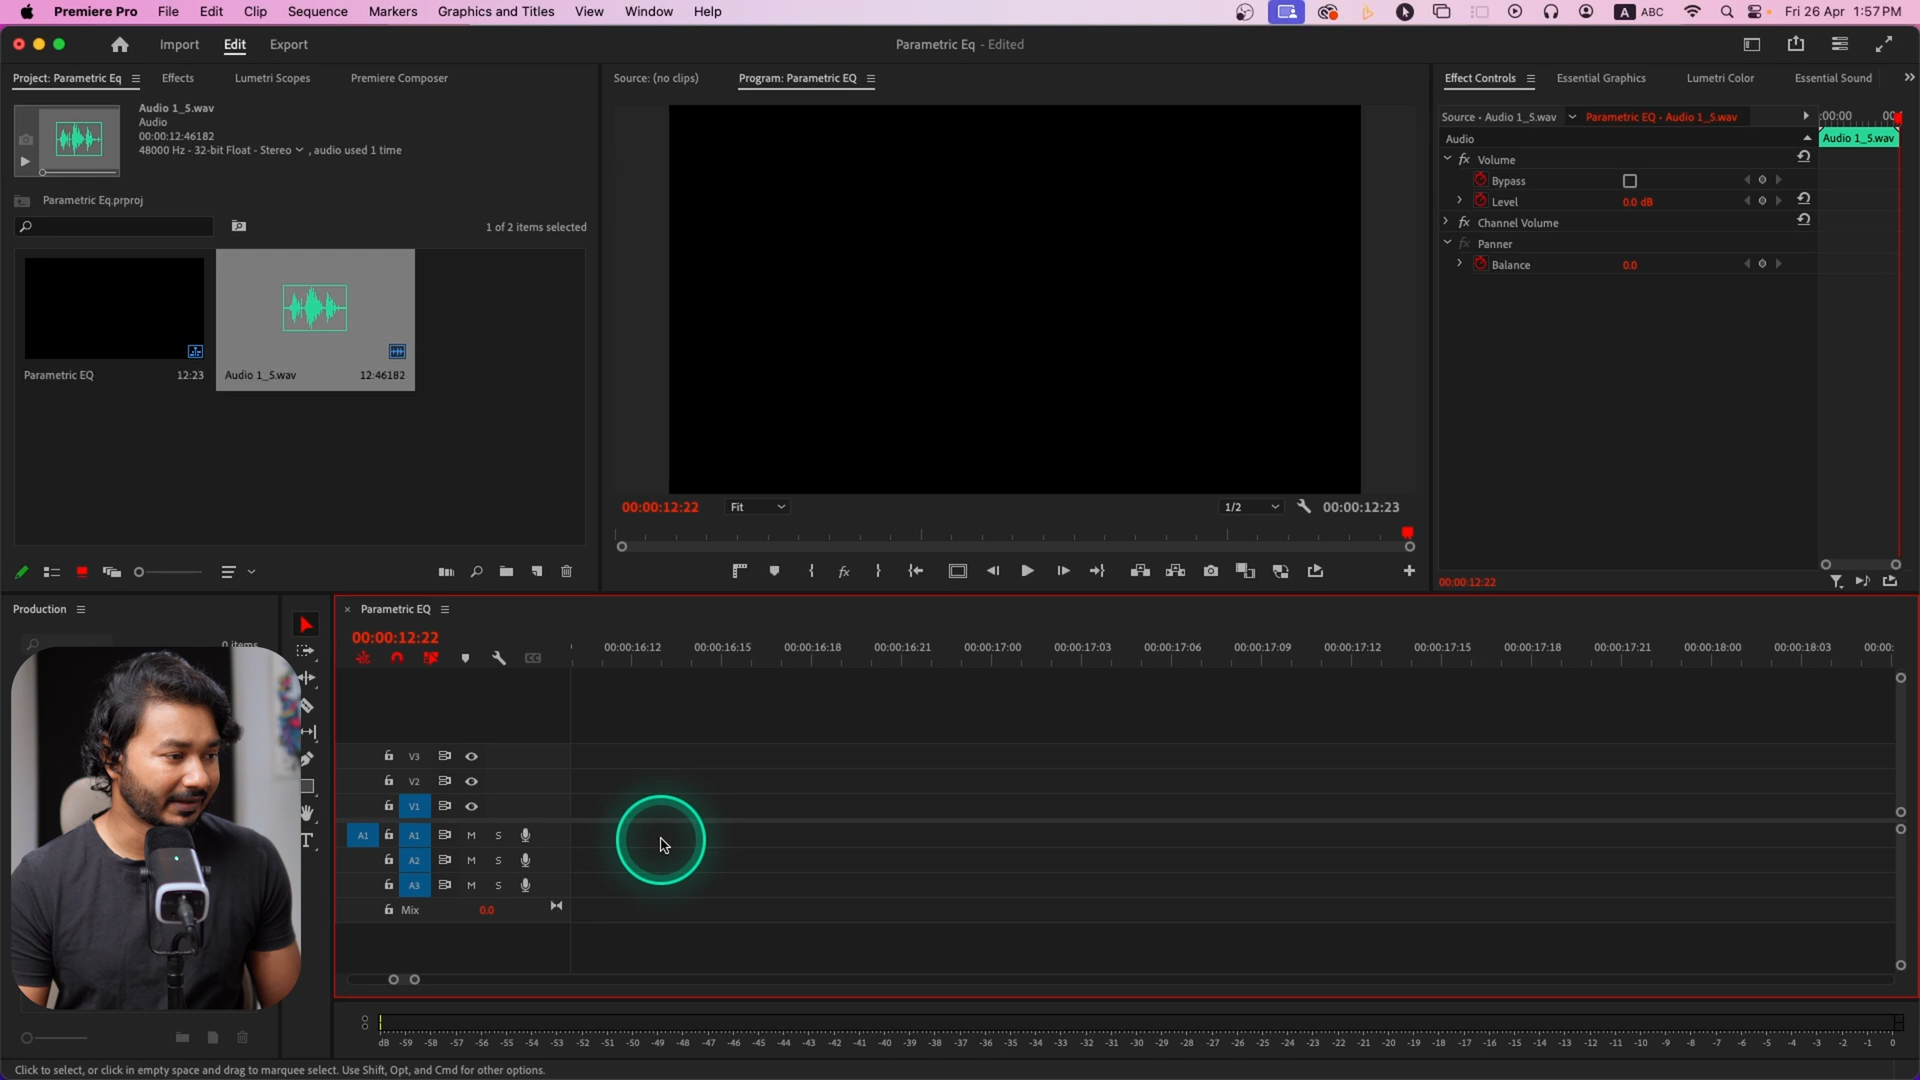 Premiere Pro File Edit Clip Sequence Markers Graphics and Titles View Window Help
A ABC Fri 26 Apr 1:57 PM
Import Edit Export
Parametric Eq - Edited
Project: Parametric Eq Effects Lumetri Scopes Premiere Composer
Audio 1_5.wav
Audio
00:00:12:46182
48000 Hz - 32-bit Float - Stereo , audio used 1 time
Parametric Eq.prproj
1 of 2 items selected
Parametric EQ 12:23
Audio 1_5.wav 12:46182
Source: (no clips) Program: Parametric EQ
00:00:12:22 Fit 1/2 00:00:12:23
Effect Controls Essential Graphics Lumetri Color Essential Sound
Source • Audio 1_5.wav Parametric EQ • Audio 1_5.wav :00:00
Audio Audio 1_5.wav
fx Volume
Bypass
Level 0.0 dB
fx Channel Volume
fx Panner
Balance 0.0
00:00:12:22
Production
0 items
Parametric EQ
00:00:12:22
00:00:16:12 00:00:16:15 00:00:16:18 00:00:16:21 00:00:17:00 00:00:17:03 00:00:17:06 00:00:17:09 00:00:17:12 00:00:17:15 00:00:17:18 00:00:17:21 00:00:18:00 00:00:18:03 00:00:
V3
V2
V1
A1 A1 M S
A2 M S
A3 M S
Mix 0.0
dB -59 -58 -57 -56 -55 -54 -53 -52 -51 -50 -49 -48 -47 -46 -45 -44 -43 -42 -41 -40 -39 -38 -37 -36 -35 -34 -33 -32 -31 -30 -29 -28 -27 -26 -25 -24 -23 -22 -21 -20 -19 -18 -17 -16 -15 -14 -13 -12 -11 -10 -9 -8 -7 -6 -5 -4 -3 -2 -1 0
Click to select, or click in empty space and drag to marquee select. Use Shift, Opt, and Cmd for other options.